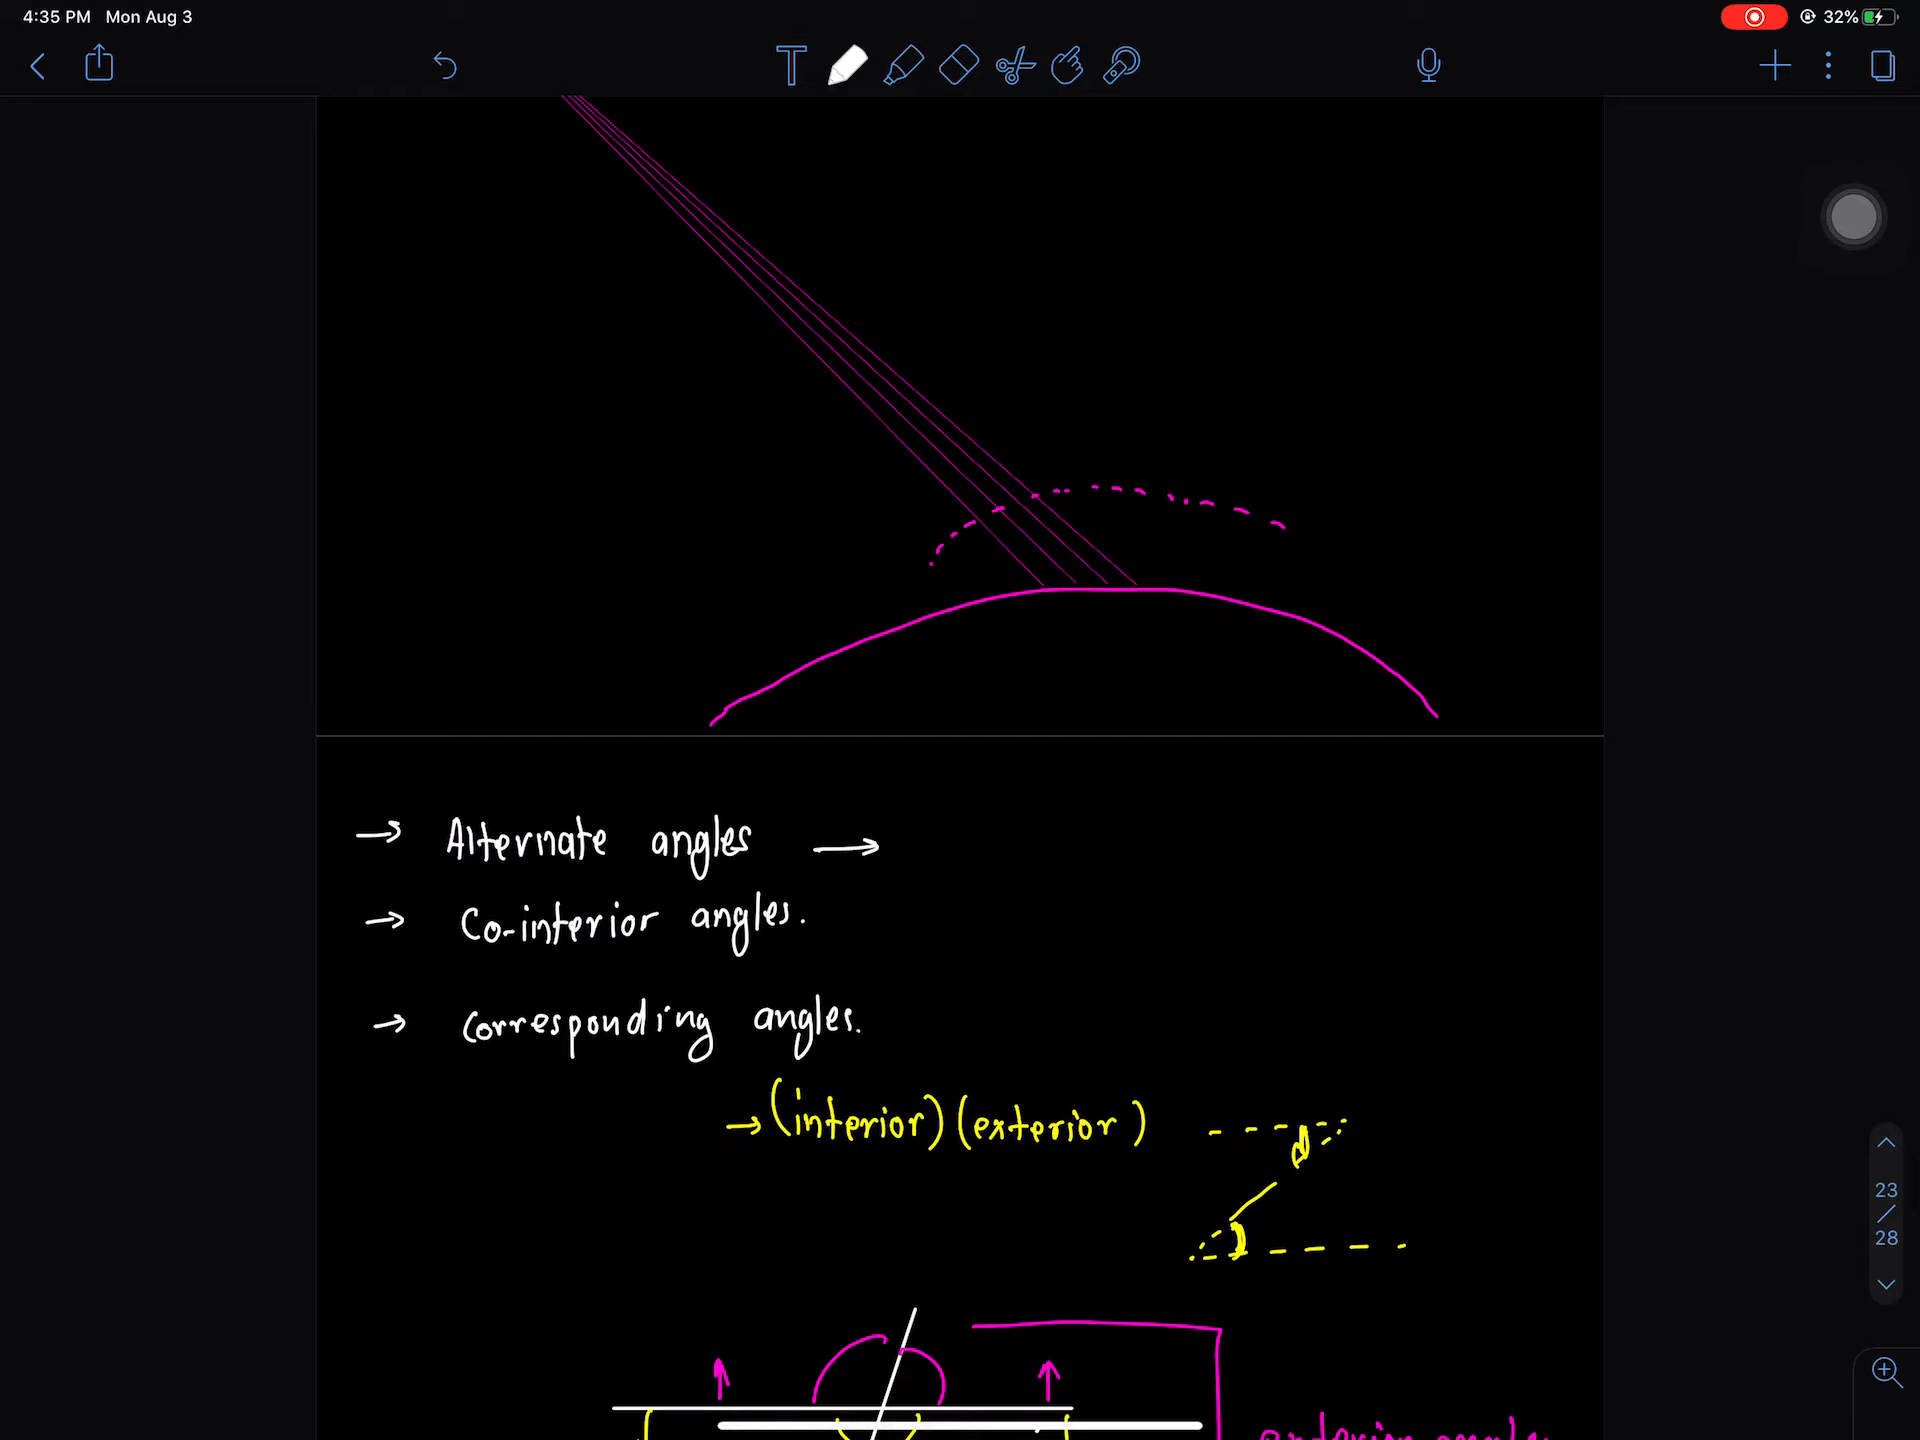 4:35 PM Mon Aug 3
32%
T
→ Alternate angles →
→ Co-interior angles.
→ Corresponding angles.
→ (interior) (exterior)
23
/
28